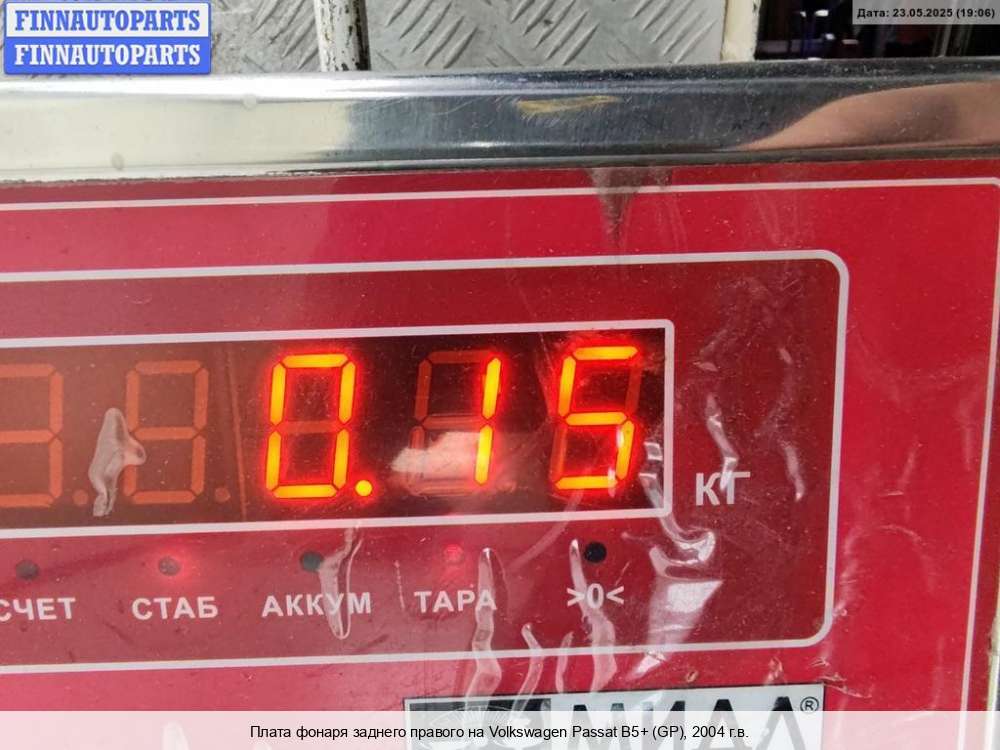 FINNAUTOPARTS
FINNAUTOPARTS
Дата: 23.05.2025 (19:06)
0.15
КГ
СЧЕТ СТАБ АККУМ ТАРА >0<
МИДЛ®
Плата фонаря заднего правого на Volkswagen Passat B5+ (GP), 2004 г.в.